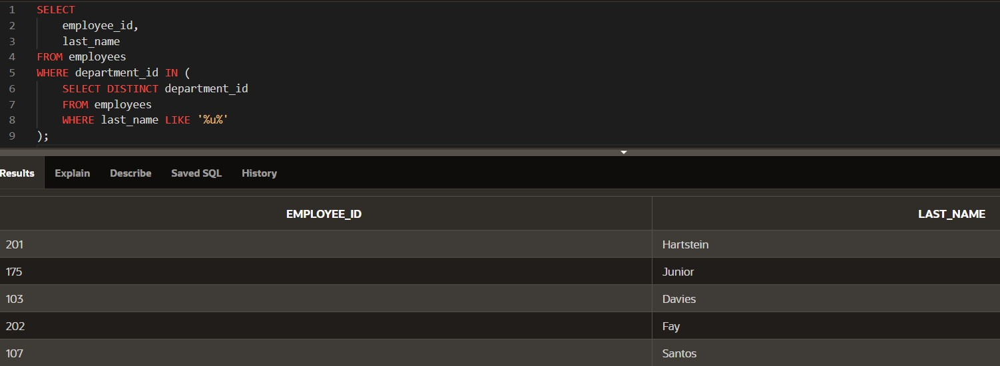 1 SELECT
2 employee_id,
3 last_name
4 FROM employees
5 WHERE department_id IN (
6 SELECT DISTINCT department_id
7 FROM employees
8 WHERE last_name LIKE '%u%'
9 );
Results Explain Describe Saved SQL History
EMPLOYEE_ID LAST_NAME
201 Hartstein
175 Junior
103 Davies
202 Fay
107 Santos